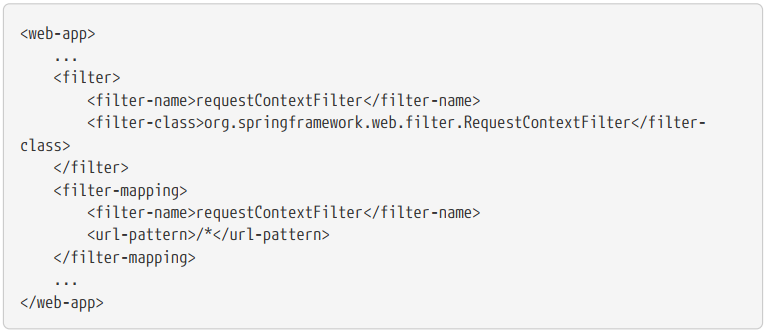 <web-app>
    ...
    <filter>
        <filter-name>requestContextFilter</filter-name>
        <filter-class>org.springframework.web.filter.RequestContextFilter</filter-
class>
    </filter>
    <filter-mapping>
        <filter-name>requestContextFilter</filter-name>
        <url-pattern>/*</url-pattern>
    </filter-mapping>
    ...
</web-app>